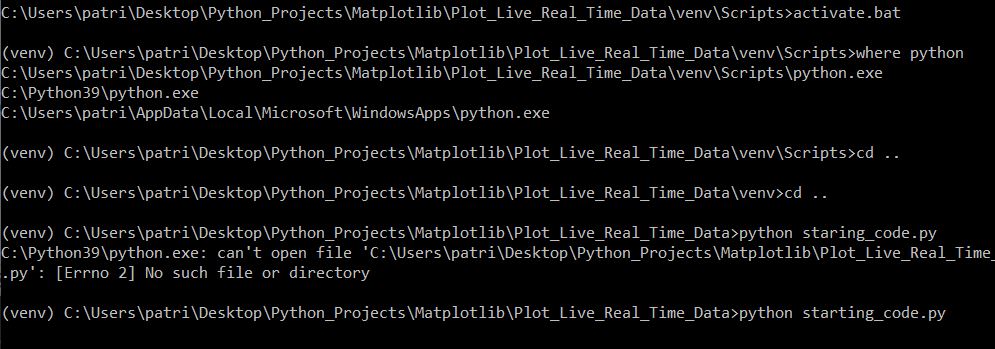 C:\Users\patri\Desktop\Python_Projects\Matplotlib\Plot_Live_Real_Time_Data\venv\Scripts>activate.bat
(venv) C:\Users\patri\Desktop\Python_Projects\Matplotlib\Plot_Live_Real_Time_Data\venv\Scripts>where python
C:\Users\patri\Desktop\Python_Projects\Matplotlib\Plot_Live_Real_Time_Data\venv\Scripts\python.exe
C:\Python39\python.exe
C:\Users\patri\AppData\Local\Microsoft\WindowsApps\python.exe
(venv) C:\Users\patri\Desktop\Python_Projects\Matplotlib\Plot_Live_Real_Time_Data\venv\Scripts>cd ..
(venv) C:\Users\patri\Desktop\Python_Projects\Matplotlib\Plot_Live_Real_Time_Data\venv>cd ..
(venv) C:\Users\patri\Desktop\Python_Projects\Matplotlib\Plot_Live_Real_Time_Data>python staring_code.py
C:\Python39\python.exe: can't open file 'C:\Users\patri\Desktop\Python_Projects\Matplotlib\Plot_Live_Real_Time_
.py': [Errno 2] No such file or directory
(venv) C:\Users\patri\Desktop\Python_Projects\Matplotlib\Plot_Live_Real_Time_Data>python starting_code.py